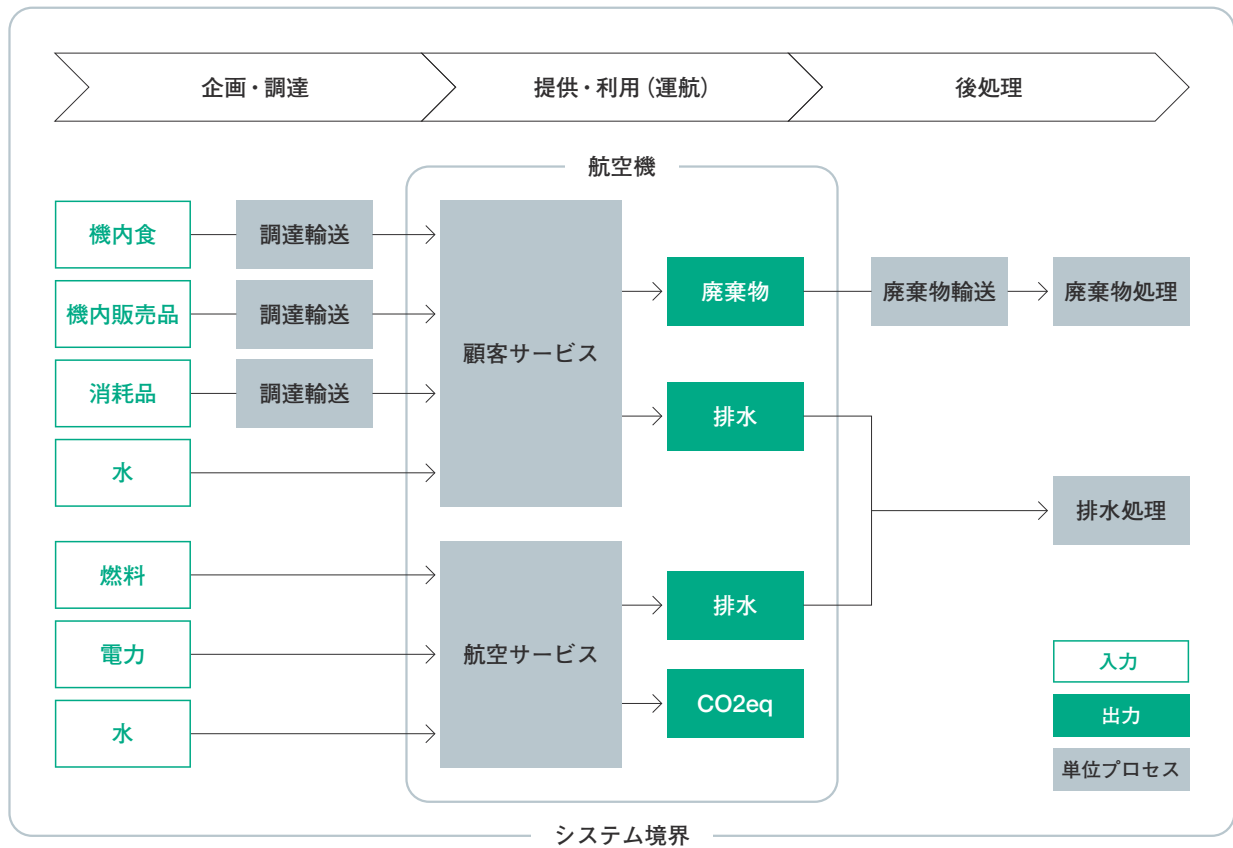 企画・調達
提供・利用（運航）
後処理
航空機
機内食
調達輸送
機内販売品
調達輸送
消耗品
調達輸送
水
顧客サービス
廃棄物
廃棄物輸送
廃棄物処理
排水
排水処理
燃料
電力
水
航空サービス
排水
CO2eq
入力
出力
単位プロセス
システム境界